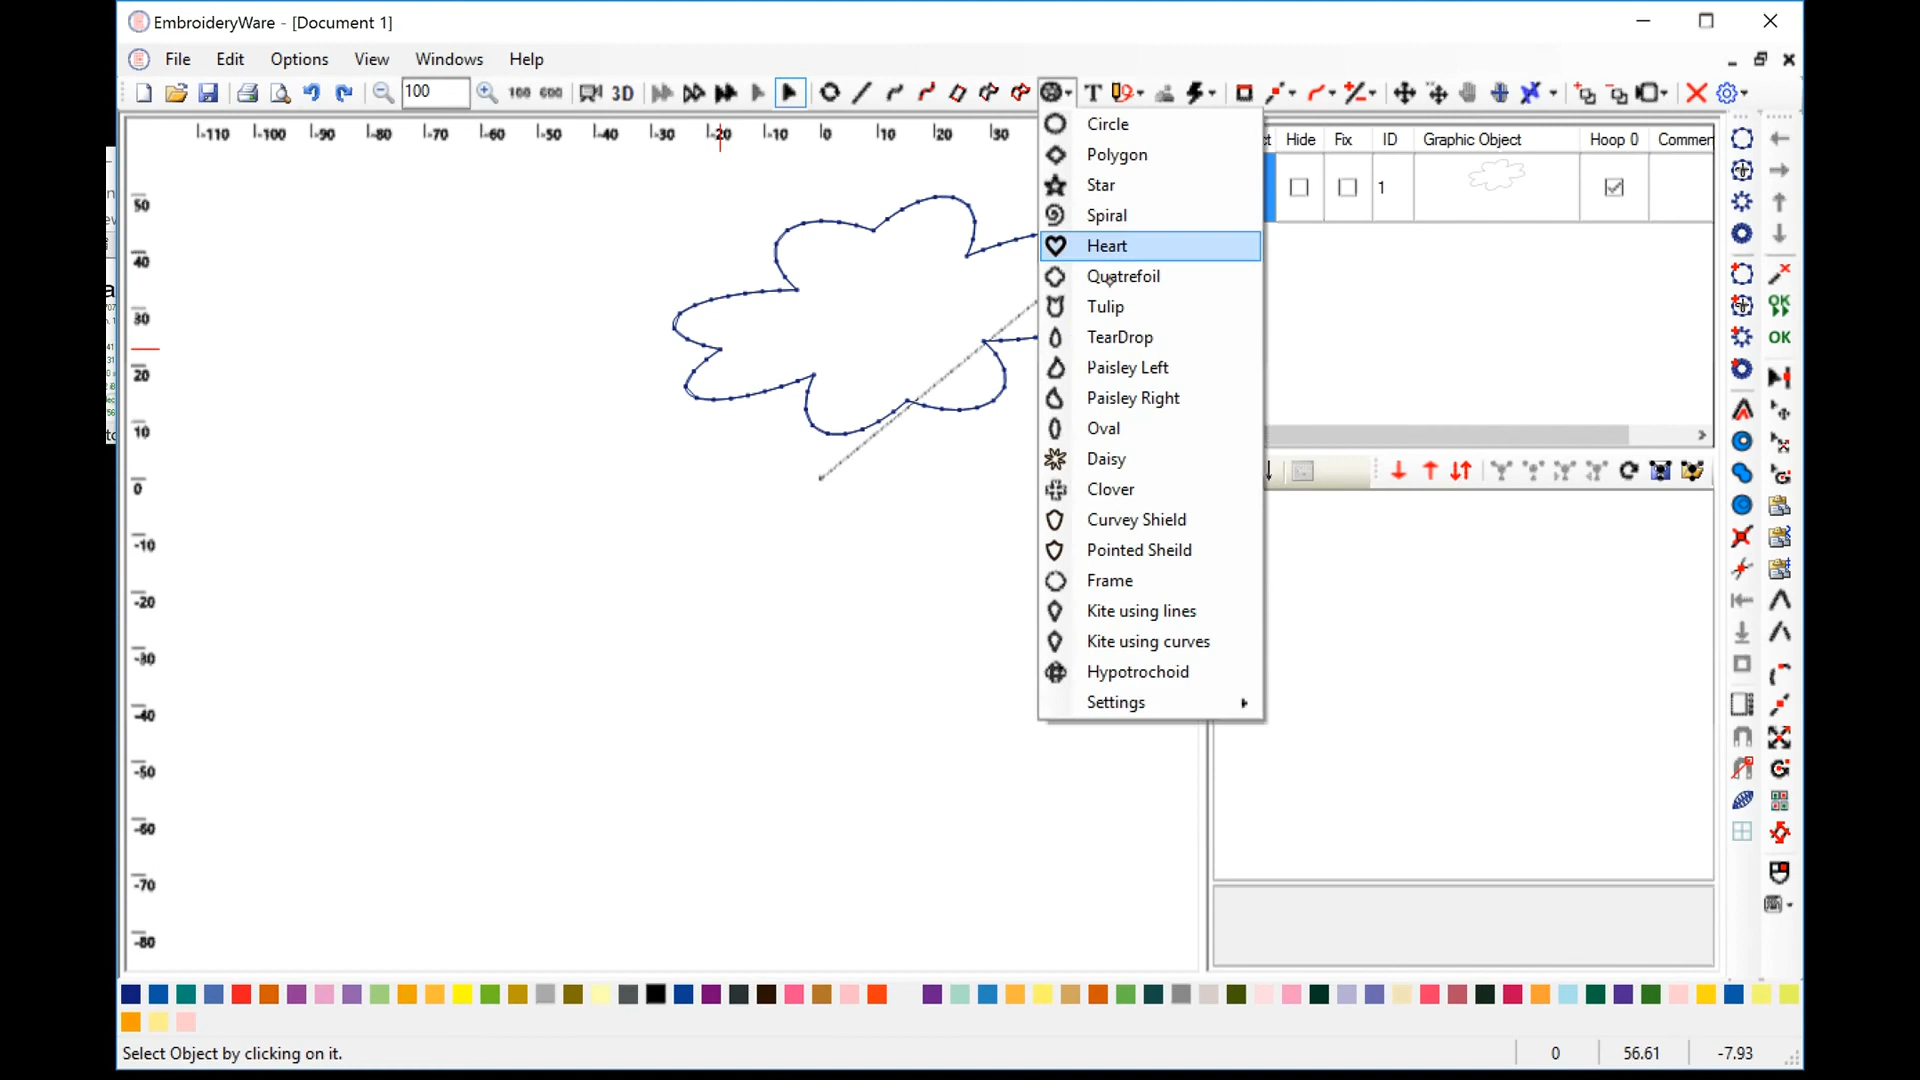 EmbroideryWare - [Document 1]
File Edit Options View Windows Help
100 100 600 3D T
-110 -100 -90 -80 -70 -60 -50 -40 -30 -20 -10 0 10 20 30
50
40
30
20
10
0
-10
-20
-30
-40
-50
-60
-70
-80
Circle
Polygon
Star
Spiral
Heart
Quatrefoil
Tulip
TearDrop
Paisley Left
Paisley Right
Oval
Daisy
Clover
Curvey Shield
Pointed Sheild
Frame
Kite using lines
Kite using curves
Hypotrochoid
Settings
Hide Fix ID Graphic Object Hoop 0 Commer
1
OK
OK
Select Object by clicking on it.
0 56.61 -7.93